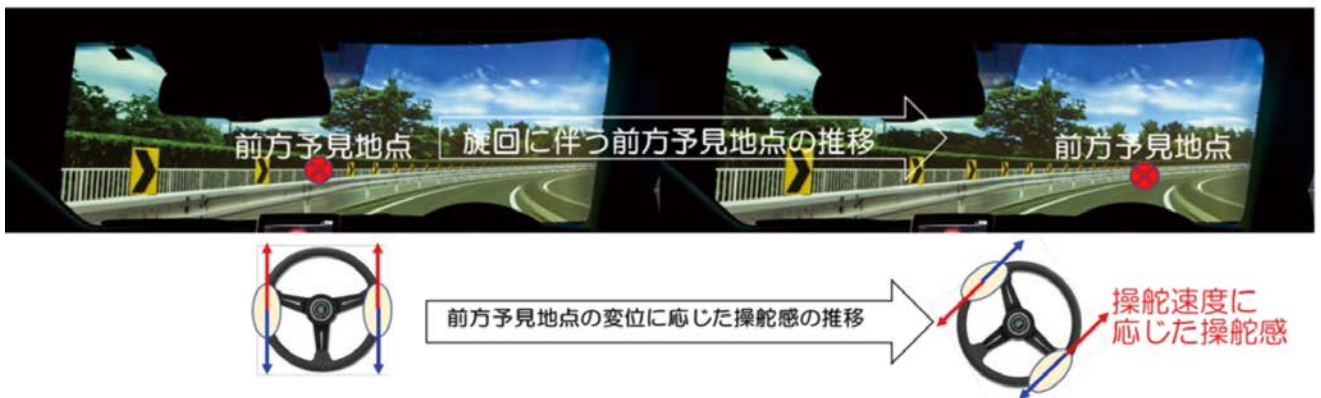 前方予見地点
旋回に伴う前方予見地点の推移
前方予見地点
前方予見地点の変位に応じた操舵感の推移
操舵速度に
応じた操舵感